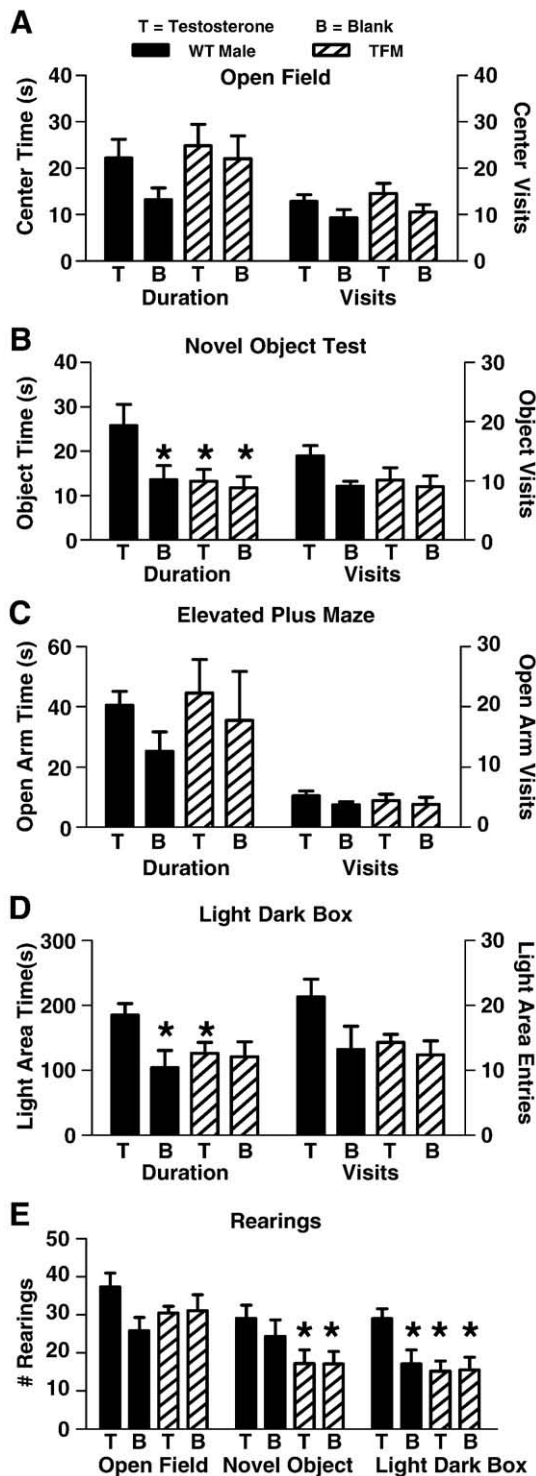 A
T = Testosterone B = Blank
WT Male TFM
Open Field
Center Time (s)
40
30
20
10
0
Center Visits
40
30
20
10
0
T B T B T B T B
Duration Visits
B
Novel Object Test
Object Time (s)
40
30
20
10
0
Object Visits
30
20
10
0
* * *
T B T B T B T B
Duration Visits
C
Elevated Plus Maze
Open Arm Time (s)
60
40
20
0
Open Arm Visits
30
20
10
0
T B T B T B T B
Duration Visits
D
Light Dark Box
Light Area Time(s)
300
200
100
0
Light Area Entries
30
20
10
0
* *
T B T B T B T B
Duration Visits
E
Rearings
# Rearings
50
40
30
20
10
0
* * * * *
T B T B T B T B T B T B
Open Field Novel Object Light Dark Box